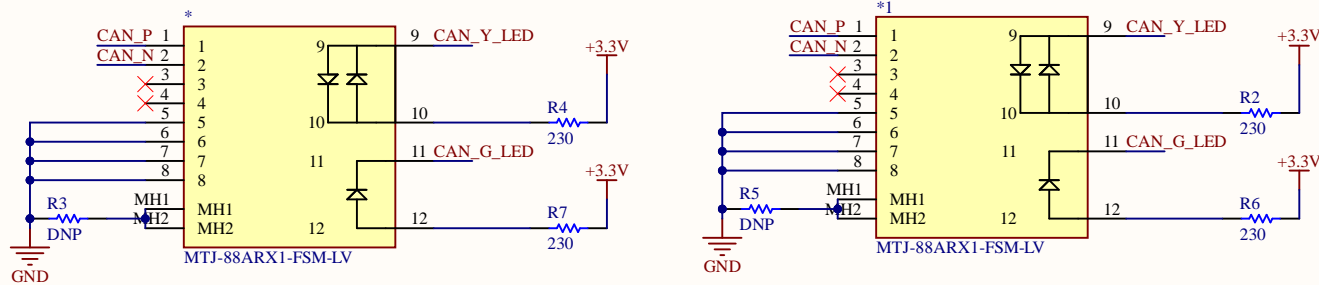 *
CAN_P 1
CAN_N 2
3
4
5
6
7
8
MH1
MH2
1
2
3
4
5
6
7
8
MH1
MH2
9
10
11
12
9 CAN_Y_LED
10
11 CAN_G_LED
12
+3.3V
R4
230
+3.3V
R7
230
R3
DNP
GND
MTJ-88ARX1-FSM-LV
*1
CAN_P 1
CAN_N 2
3
4
5
6
7
8
MH1
MH2
1
2
3
4
5
6
7
8
MH1
MH2
9
10
11
12
9 CAN_Y_LED
10
11 CAN_G_LED
12
+3.3V
R2
230
+3.3V
R6
230
R5
DNP
GND
MTJ-88ARX1-FSM-LV